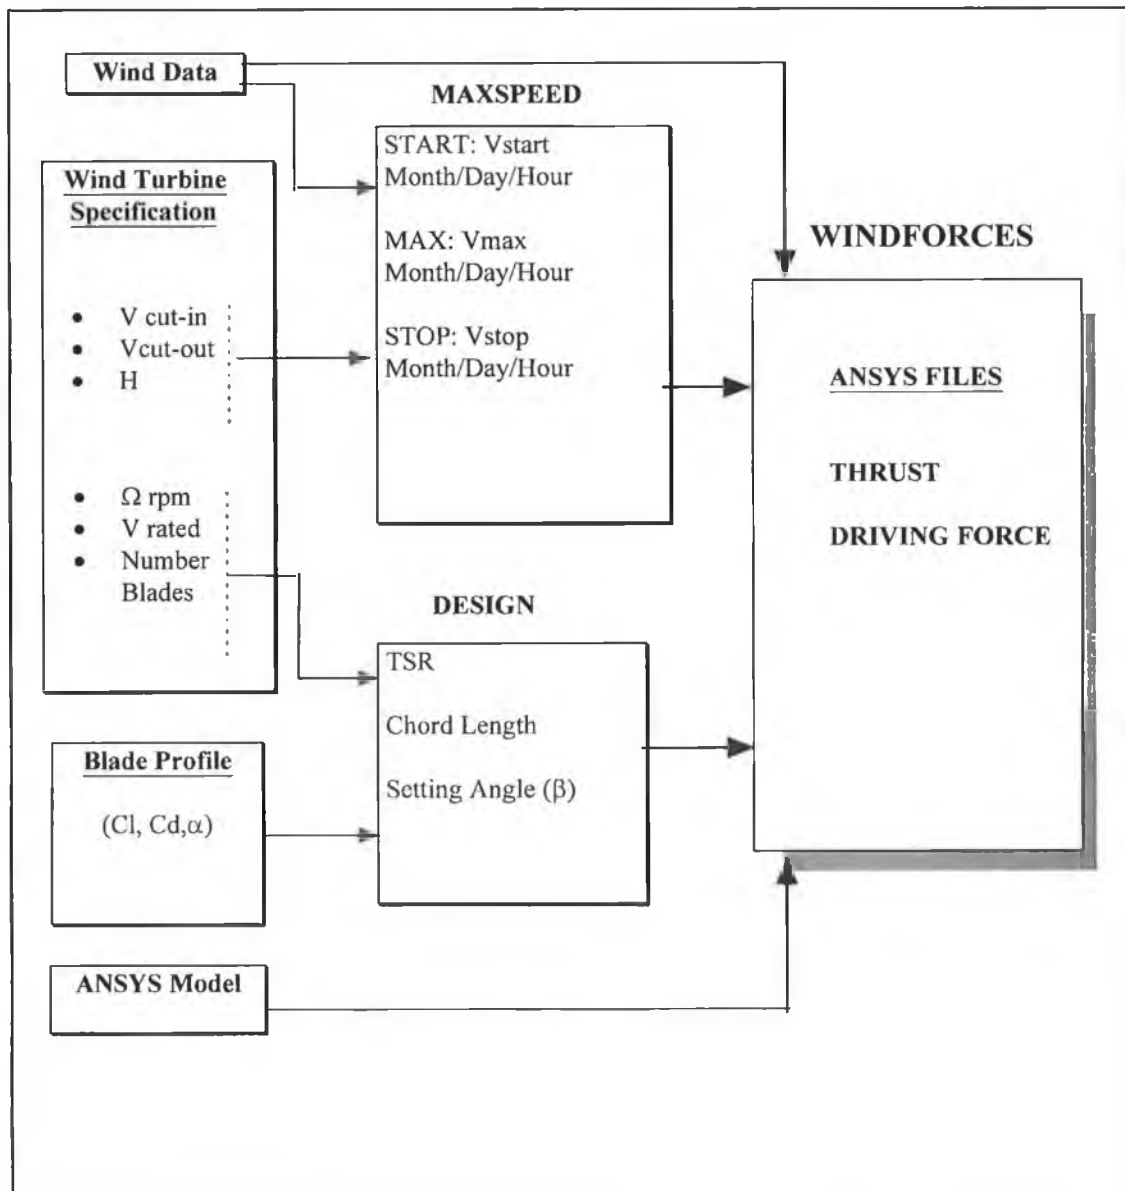 Wind Data
MAXSPEED
START: Vstart
Month/Day/Hour
MAX: Vmax
Month/Day/Hour
STOP: Vstop
Month/Day/Hour
Wind Turbine
Specification
• V cut-in
• Vcut-out
• H
• Ω rpm
• V rated
• Number
Blades
WINDFORCES
ANSYS FILES
THRUST
DRIVING FORCE
DESIGN
TSR
Chord Length
Setting Angle (β)
Blade Profile
(Cl, Cd,α)
ANSYS Model